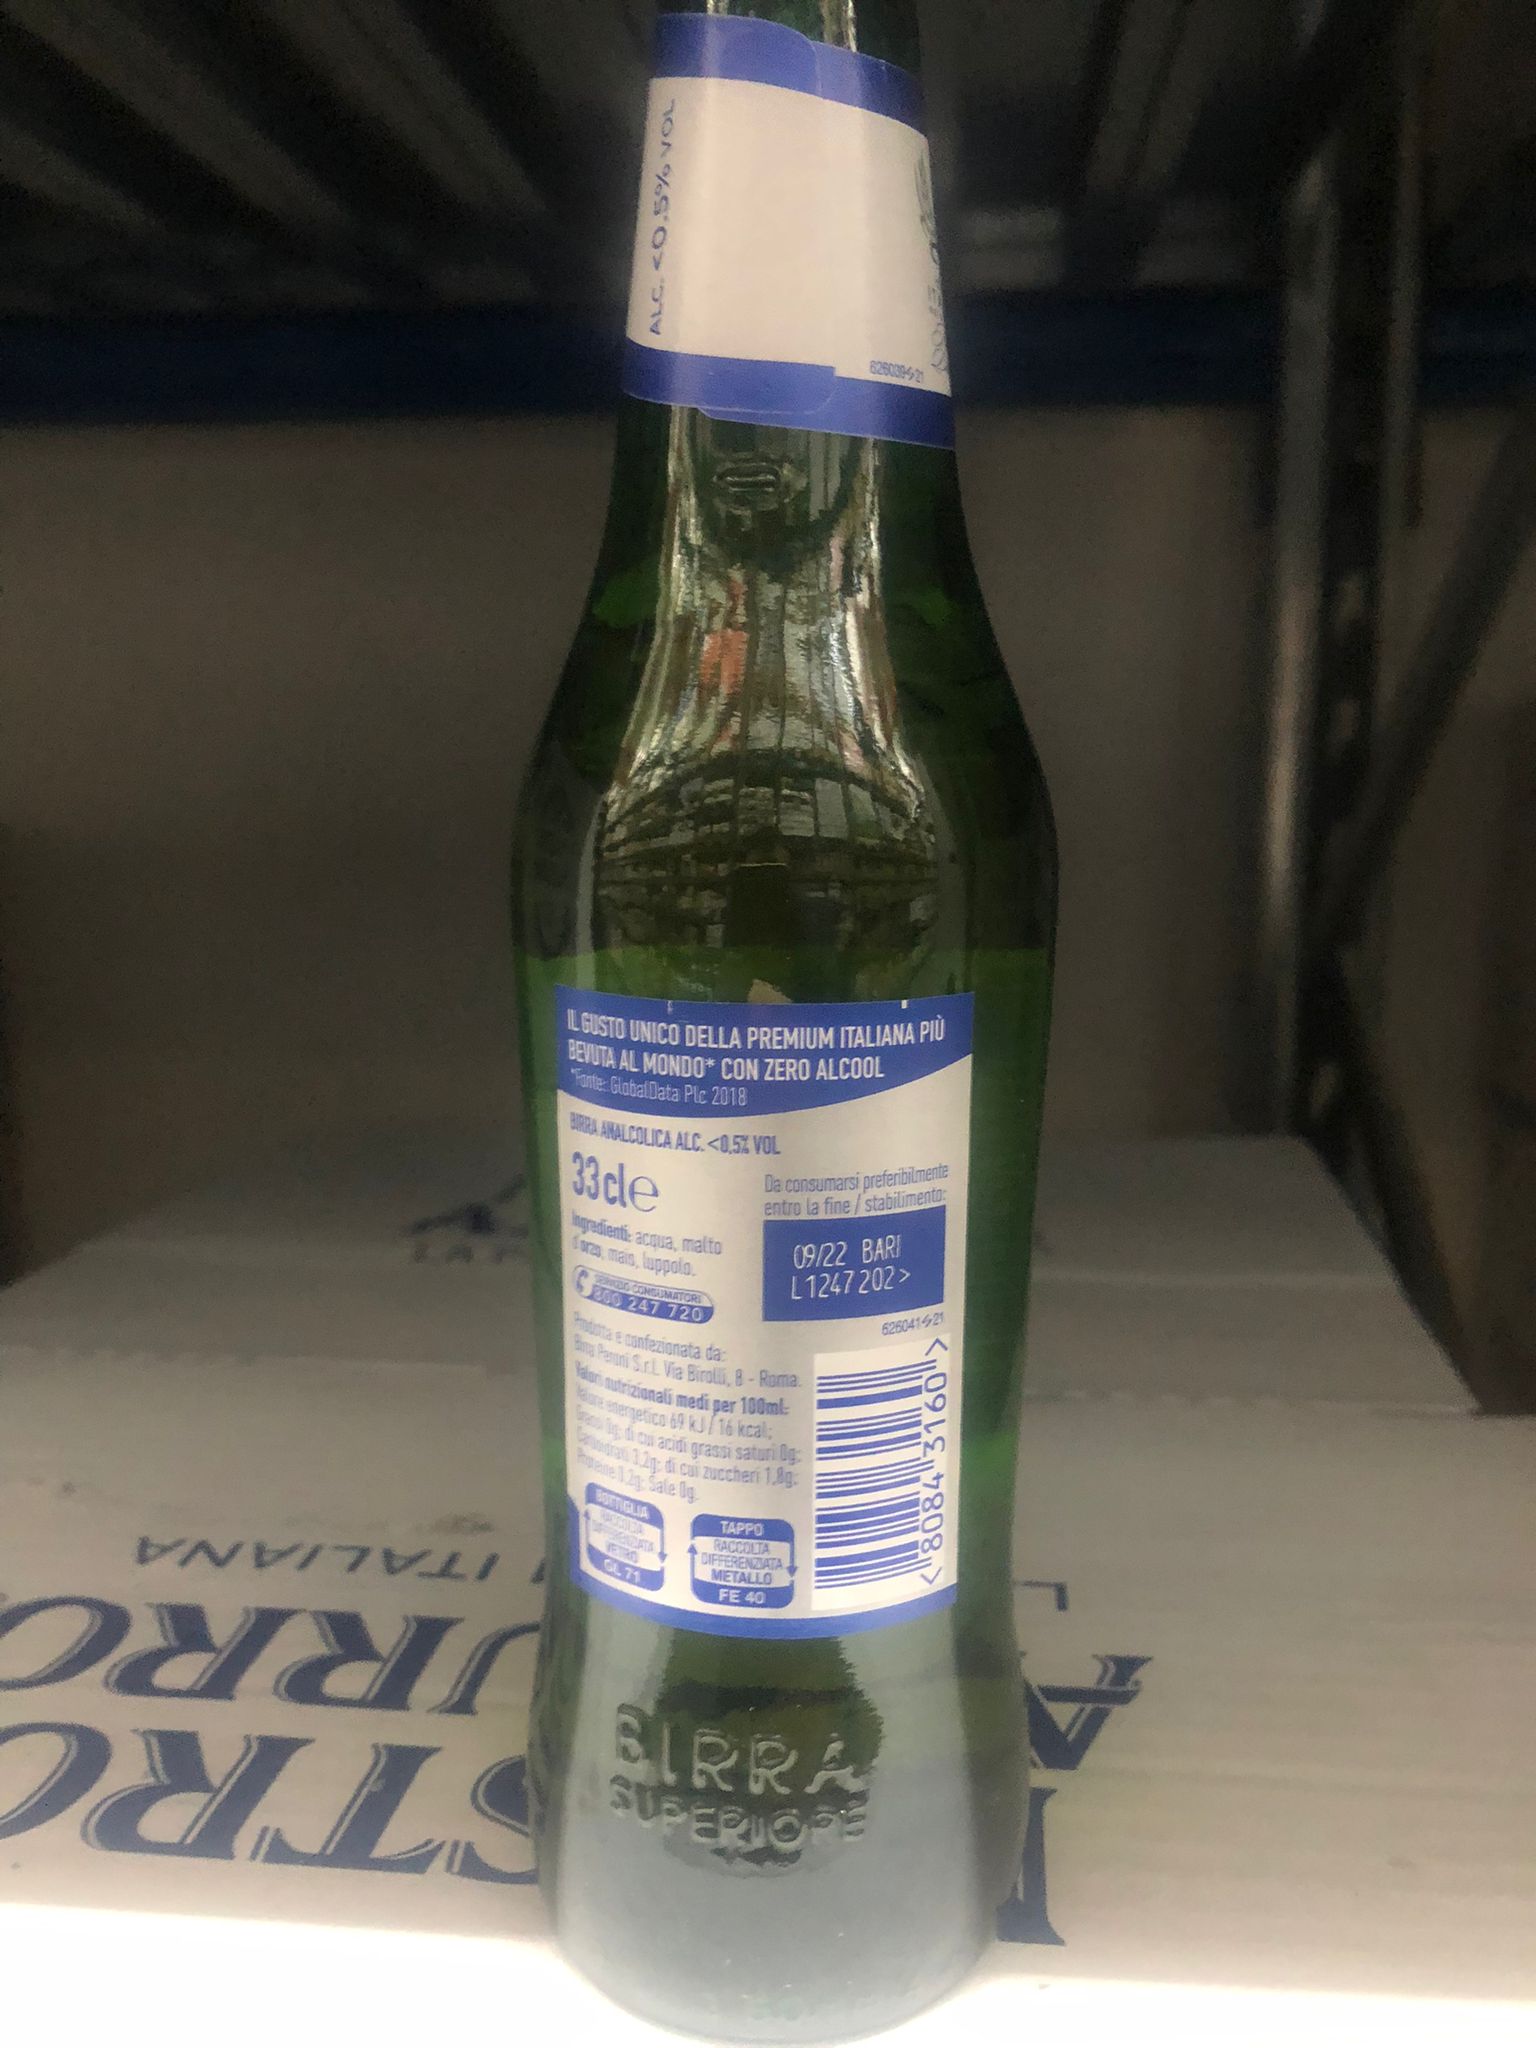 ALC. <0.5% VOL
626039 21
IL GUSTO UNICO DELLA PREMIUM ITALIANA PIÙ
BEVUTA AL MONDO* CON ZERO ALCOOL
*Fonte: GlobalData Plc 2018
BIRRA ANALCOLICA ALC. <0,5% VOL
33cl℮
Ingredienti: acqua, malto
d'orzo, mais, luppolo.
SERVIZIO CONSUMATORI
800 247 720
Da consumarsi preferibilmente
entro la fine / stabilimento:
09/22 BARI
L1247202>
626041 21
Prodotta e confezionata da:
Birra Peroni S.r.l. Via Birolli, 8 - Roma.
Valori nutrizionali medi per 100ml:
Valore energetico 69 kJ / 16 kcal;
Grassi 0g; di cui acidi grassi saturi 0g;
Carboidrati 3,2g; di cui zuccheri 1,8g;
Proteine 0,2g; Sale 0g.
BOTTIGLIA
RACCOLTA
DIFFERENZIATA
VETRO
GL 71
TAPPO
RACCOLTA
DIFFERENZIATA
METALLO
FE 40
<8084 3160>
BIRRA
SUPERIORE
ITALIANA